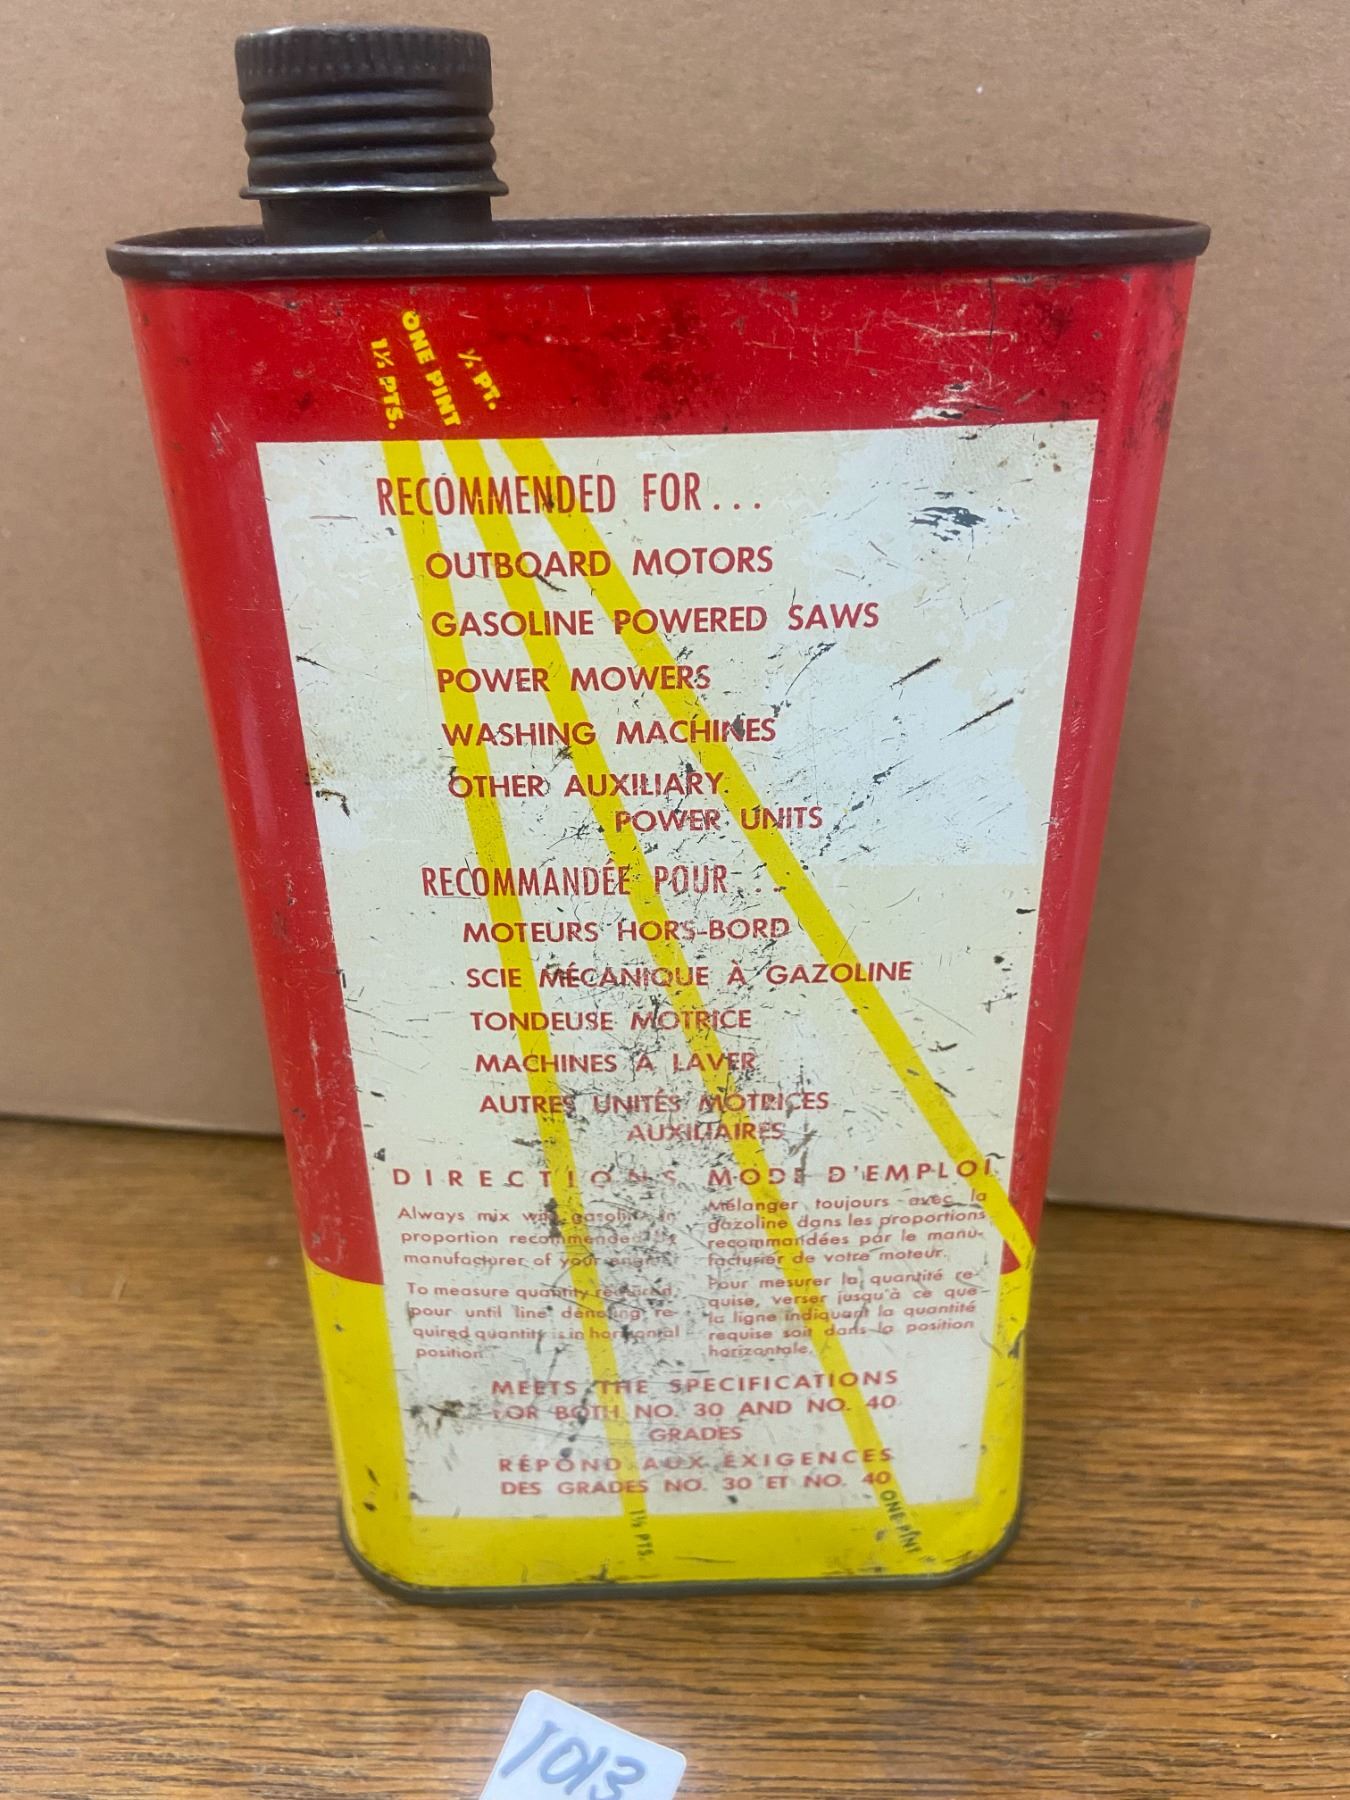 1½ PTS.
ONE PINT
½ PT.
RECOMMENDED FOR...
OUTBOARD MOTORS
GASOLINE POWERED SAWS
POWER MOWERS
WASHING MACHINES
OTHER AUXILIARY
POWER UNITS
RECOMMANDÉE POUR...
MOTEURS HORS-BORD
SCIE MÉCANIQUE À GAZOLINE
TONDEUSE MOTRICE
MACHINES A LAVER
AUTRES UNITÉS MOTRICES
AUXILIAIRES
DIRECTIONS
Always mix with gasoline in
proportion recommended by
manufacturer of your engine.
To measure quantity required,
pour until line denoting re-
quired quantity is in horizontal
position.
MODE D'EMPLOI
Mélanger toujours avec la
gazoline dans les proportions
recommandées par le manu-
facturier de votre moteur.
Pour mesurer la quantité re-
quise, verser jusqu'à ce que
la ligne indiquant la quantité
requise soit dans la position
horizontale.
MEETS THE SPECIFICATIONS
FOR BOTH NO. 30 AND NO. 40
GRADES
RÉPOND AUX EXIGENCES
DES GRADES NO. 30 ET NO. 40
1½ PTS.
ONE PINT
1013